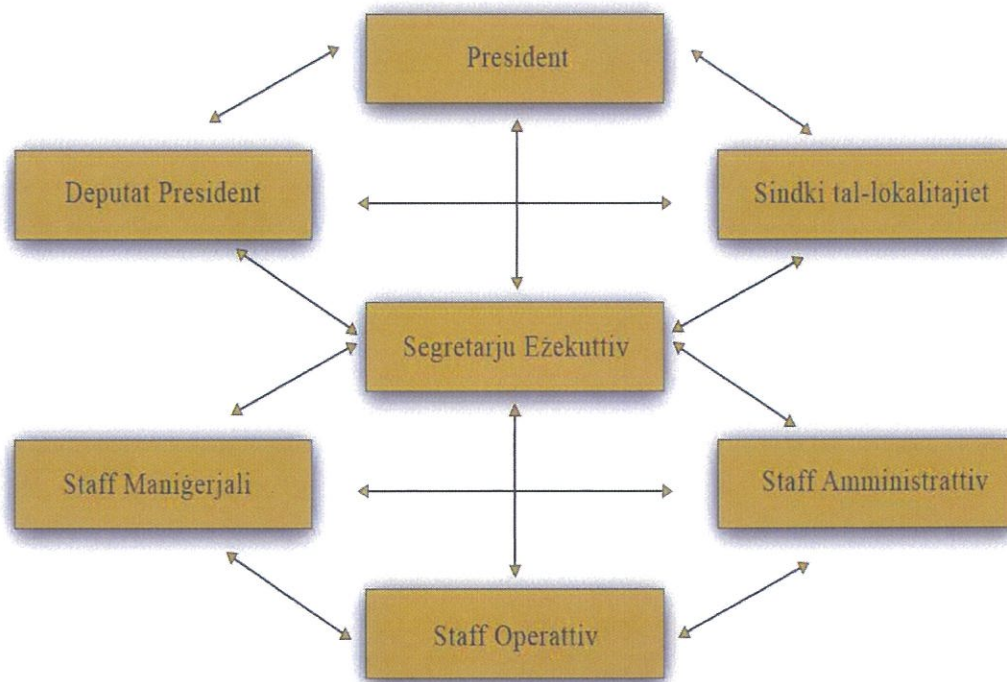 President
Deputat President
Sindki tal-lokalitajiet
Segretarju Eżekuttiv
Staff Maniġerjali
Staff Amministrattiv
Staff Operattiv